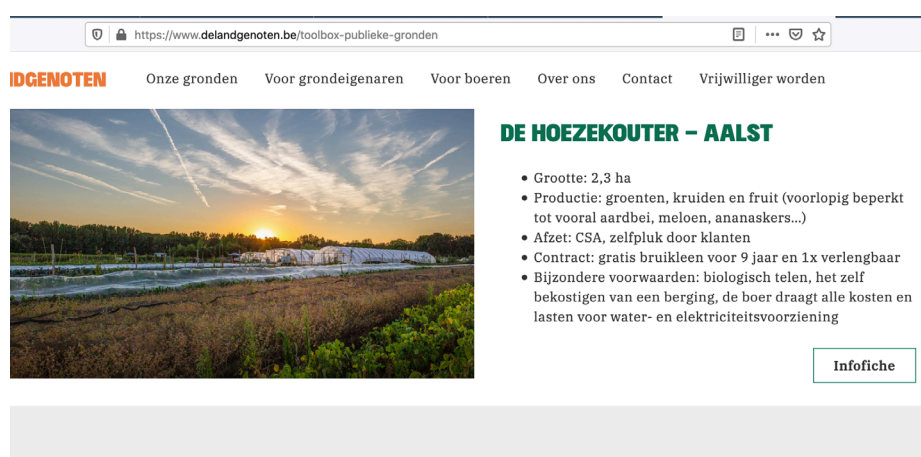 https://www.delandgenoten.be/toolbox-publieke-gronden
NDGENOTEN Onze gronden Voor grondeigenaren Voor boeren Over ons Contact Vrijwilliger worden
DE HOEZEKOUTER – AALST
• Grootte: 2,3 ha
• Productie: groenten, kruiden en fruit (voorlopig beperkt
tot vooral aardbei, meloen, ananaskers...)
• Afzet: CSA, zelfpluk door klanten
• Contract: gratis bruikleen voor 9 jaar en 1x verlengbaar
• Bijzondere voorwaarden: biologisch telen, het zelf
bekostigen van een berging, de boer draagt alle kosten en
lasten voor water- en elektriciteitsvoorziening
Infofiche